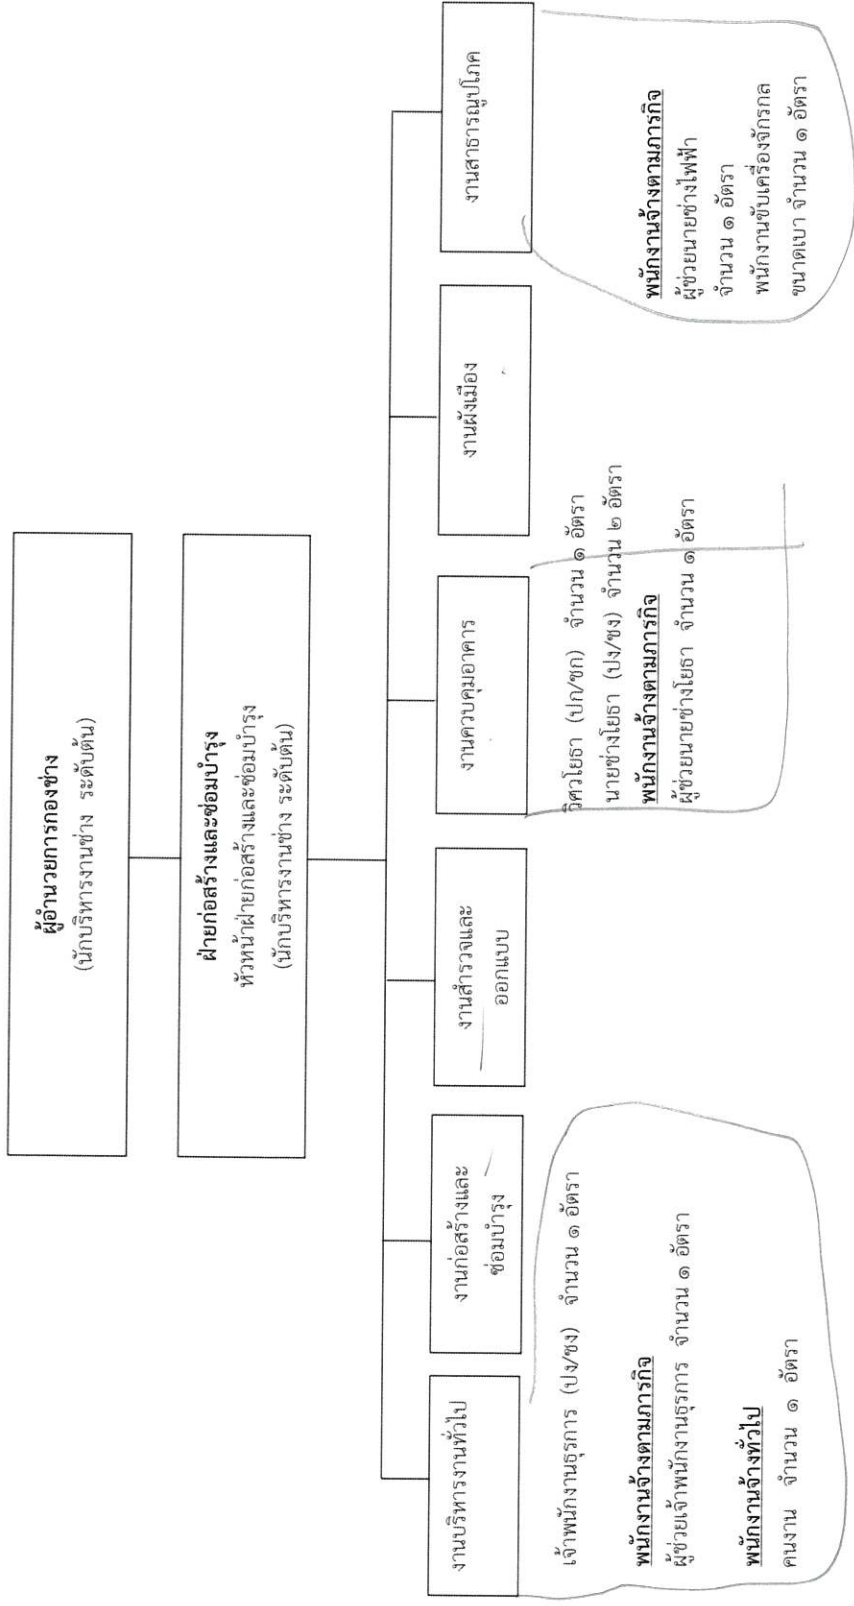 ผู้อำนวยการกองช่าง
(นักบริหารงานช่าง ระดับต้น)
ฝ่ายก่อสร้างและซ่อมบำรุง
หัวหน้าฝ่ายก่อสร้างและซ่อมบำรุง
(นักบริหารงานช่าง ระดับต้น)
งานบริหารงานทั่วไป
งานก่อสร้างและ
ซ่อมบำรุง
งานสำรวจและ
ออกแบบ
งานควบคุมอาคาร
งานผังเมือง
งานสาธารณูปโภค
เจ้าพนักงานธุรการ (ปง/ชง) จำนวน ๑ อัตรา
พนักงานจ้างตามภารกิจ
ผู้ช่วยเจ้าพนักงานธุรการ จำนวน ๑ อัตรา
พนักงานจ้างทั่วไป
คนงาน จำนวน ๑ อัตรา
วิศวโยธา (ปก/ชก) จำนวน ๑ อัตรา
นายช่างโยธา (ปง/ชง) จำนวน ๒ อัตรา
พนักงานจ้างตามภารกิจ
ผู้ช่วยนายช่างโยธา จำนวน ๑ อัตรา
พนักงานจ้างตามภารกิจ
ผู้ช่วยนายช่างไฟฟ้า
จำนวน ๑ อัตรา
พนักงานขับเครื่องจักรกล
ขนาดเบา จำนวน ๑ อัตรา